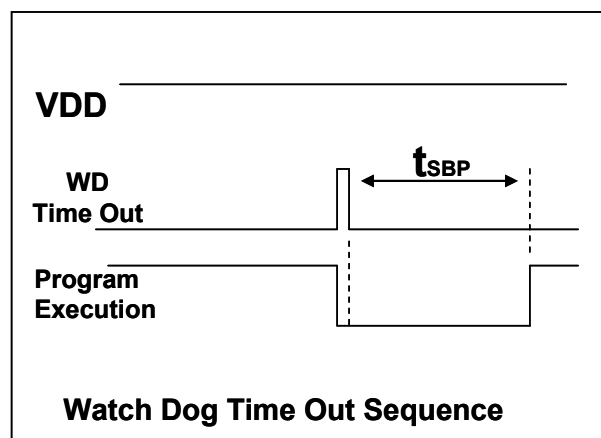 VDD
tSBP
WD
Time Out
Program
Execution
Watch Dog Time Out Sequence